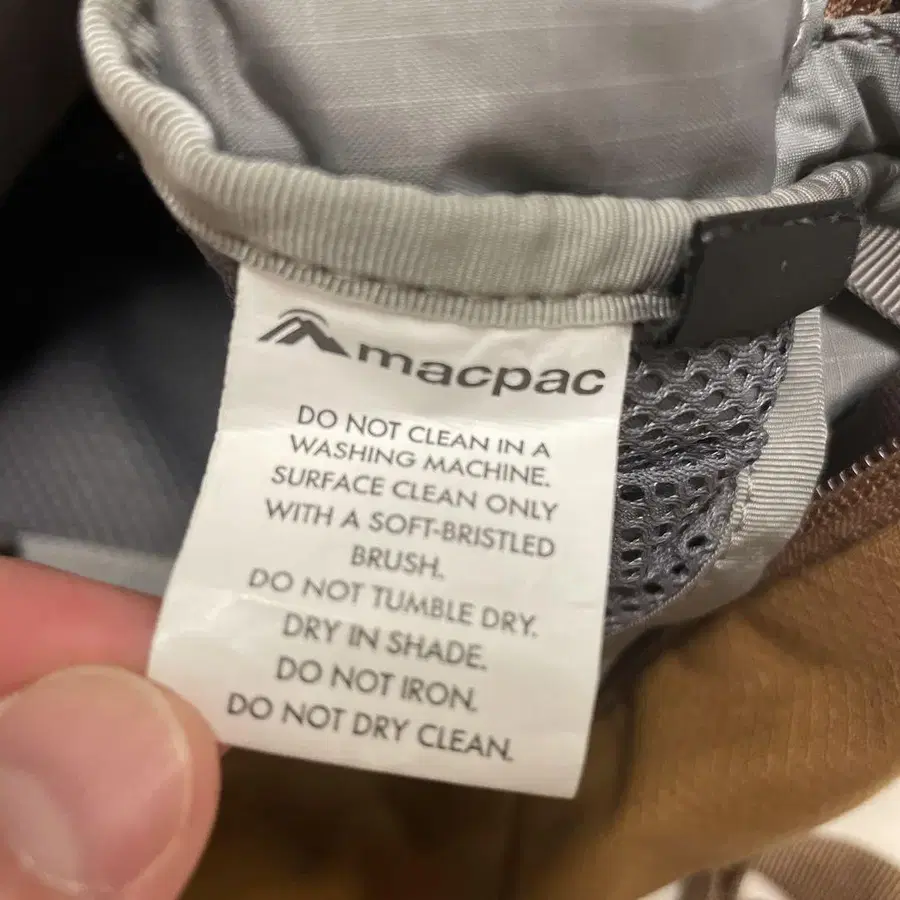 macpac
DO NOT CLEAN IN A
WASHING MACHINE.
SURFACE CLEAN ONLY
WITH A SOFT-BRISTLED
BRUSH.
DO NOT TUMBLE DRY.
DRY IN SHADE.
DO NOT IRON.
DO NOT DRY CLEAN.